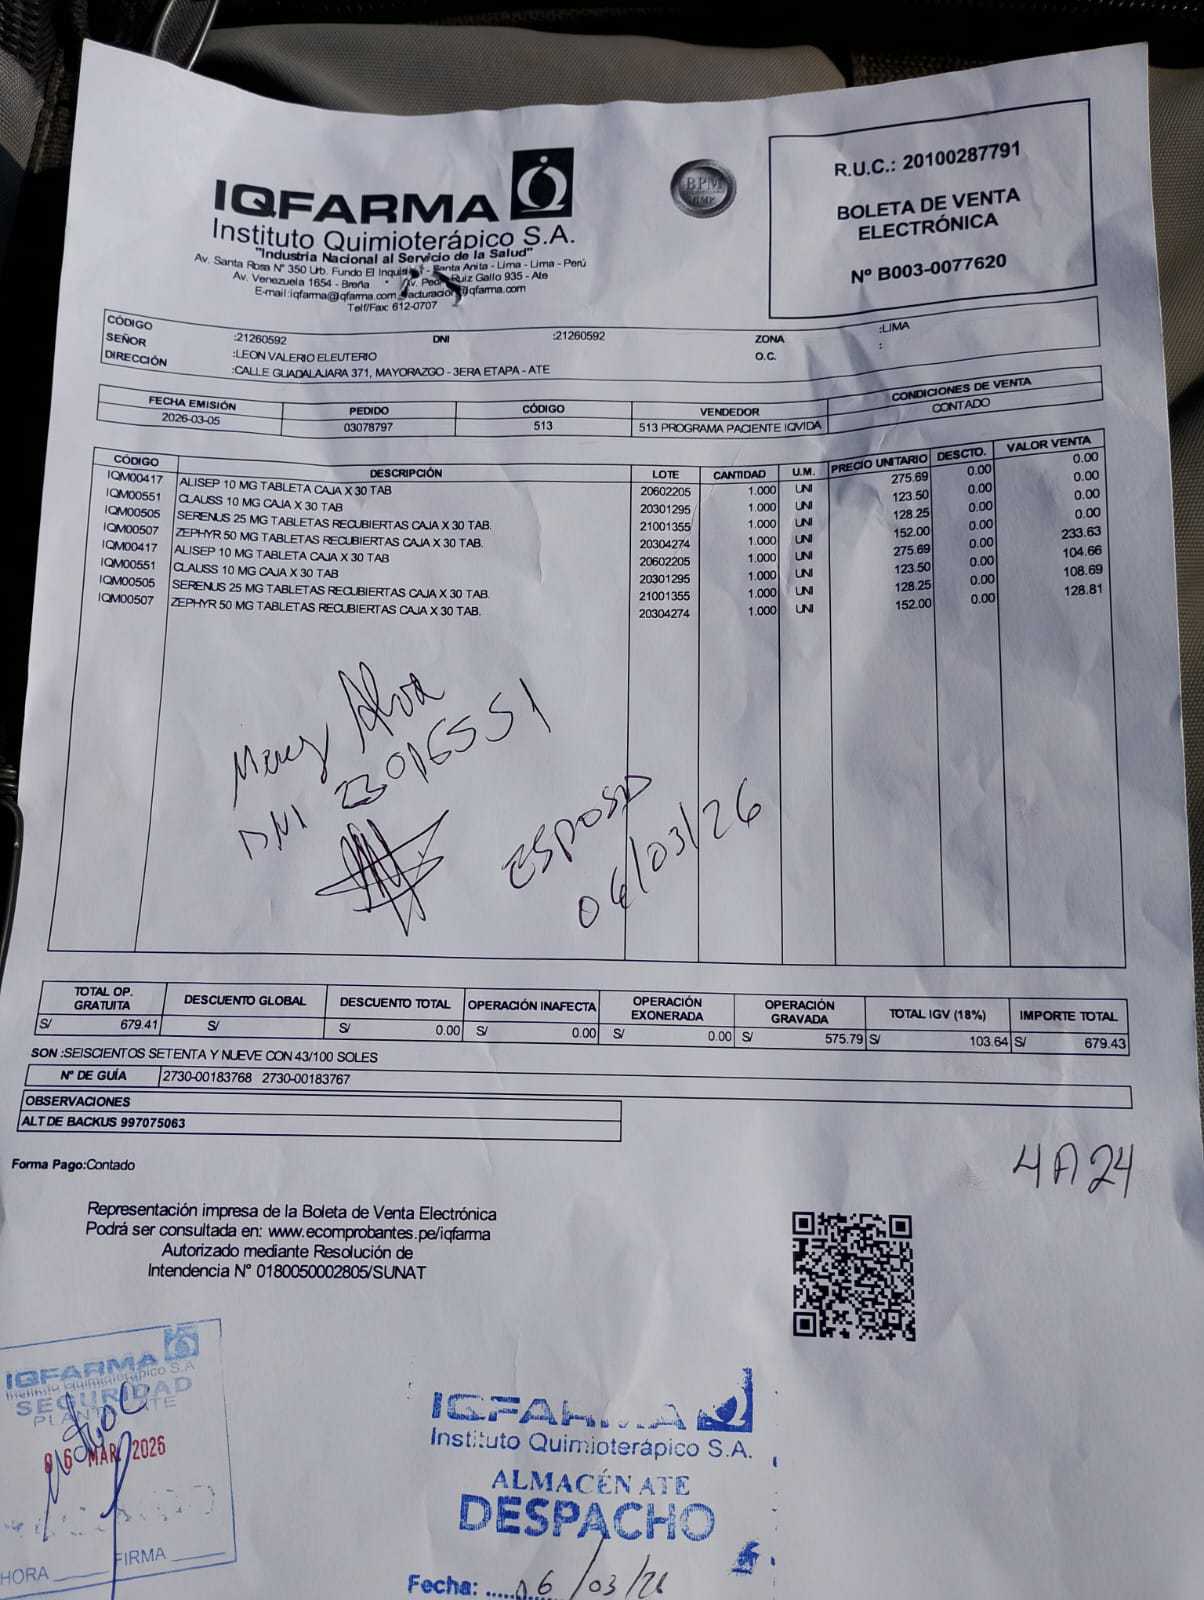 IQFARMA
Instituto Quimioterápico S.A.
"Industria Nacional al Servicio de la Salud"
Av. Santa Rosa N° 350 Urb. Fundo El Inquis - Santa Anita - Lima - Lima - Perú
Av. Venezuela 1654 - Breña - Av. Pedro Ruiz Gallo 935 - Ate
E-mail:iqfarma@iqfarma.com facturacion@iqfarma.com
Telf/Fax: 612-0707
BPM
R.U.C.: 20100287791
BOLETA DE VENTA
ELECTRÓNICA
Nº B003-0077620
CÓDIGO :21260592 DNI :21260592 ZONA :LIMA
SEÑOR :LEON VALERIO ELEUTERIO O.C. :
DIRECCIÓN :CALLE GUADALAJARA 371, MAYORAZGO - 3ERA ETAPA - ATE
FECHA EMISIÓN PEDIDO CÓDIGO VENDEDOR CONDICIONES DE VENTA
2026-03-05 03078797 513 513 PROGRAMA PACIENTE IQVIDA CONTADO
CÓDIGO DESCRIPCIÓN LOTE CANTIDAD U.M. PRECIO UNITARIO DESCTO. VALOR VENTA
IQM00417 ALISEP 10 MG TABLETA CAJA X 30 TAB 20602205 1.000 UNI 275.69 0.00 0.00
IQM00551 CLAUSS 10 MG CAJA X 30 TAB 20301295 1.000 UNI 123.50 0.00 0.00
IQM00505 SERENUS 25 MG TABLETAS RECUBIERTAS CAJA X 30 TAB. 21001355 1.000 UNI 128.25 0.00 0.00
IQM00507 ZEPHYR 50 MG TABLETAS RECUBIERTAS CAJA X 30 TAB. 20304274 1.000 UNI 152.00 0.00 0.00
IQM00417 ALISEP 10 MG TABLETA CAJA X 30 TAB 20602205 1.000 UNI 275.69 0.00 233.63
IQM00551 CLAUSS 10 MG CAJA X 30 TAB 20301295 1.000 UNI 123.50 0.00 104.66
IQM00505 SERENUS 25 MG TABLETAS RECUBIERTAS CAJA X 30 TAB. 21001355 1.000 UNI 128.25 0.00 108.69
IQM00507 ZEPHYR 50 MG TABLETAS RECUBIERTAS CAJA X 30 TAB. 20304274 1.000 UNI 152.00 0.00 128.81
Alva
DNI 23016551
ESPOSA
06/03/26
TOTAL OP. GRATUITA DESCUENTO GLOBAL DESCUENTO TOTAL OPERACIÓN INAFECTA OPERACIÓN EXONERADA OPERACIÓN GRAVADA TOTAL IGV (18%) IMPORTE TOTAL
S/ 679.41 S/ S/ 0.00 S/ 0.00 S/ 0.00 S/ 575.79 S/ 103.64 S/ 679.43
SON :SEISCIENTOS SETENTA Y NUEVE CON 43/100 SOLES
Nº DE GUÍA 2730-00183768 2730-00183767
OBSERVACIONES
ALT DE BACKUS 997075063
Forma Pago:Contado
4A24
Representación impresa de la Boleta de Venta Electrónica
Podrá ser consultada en: www.ecomprobantes.pe/iqfarma
Autorizado mediante Resolución de
Intendencia N° 0180050002805/SUNAT
IQFARMA
Instituto Quimioterápico S.A
SEGURIDAD
06 MAR 2026
HORA FIRMA
IQFARMA
Instituto Quimioterápico S.A.
ALMACÉN ATE
DESPACHO
Fecha: 06/03/26